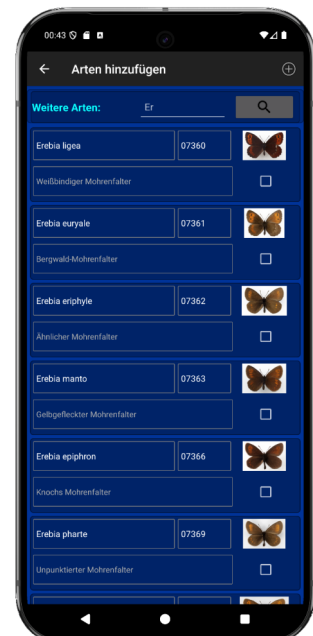 00:43
Arten hinzufügen
Weitere Arten: Er
Erebia ligea 07360
Weißbindiger Mohrenfalter
Erebia euryale 07361
Bergwald-Mohrenfalter
Erebia eriphyle 07362
Ähnlicher Mohrenfalter
Erebia manto 07363
Gelbgefleckter Mohrenfalter
Erebia epiphron 07366
Knochs Mohrenfalter
Erebia pharte 07369
Unpunktierter Mohrenfalter